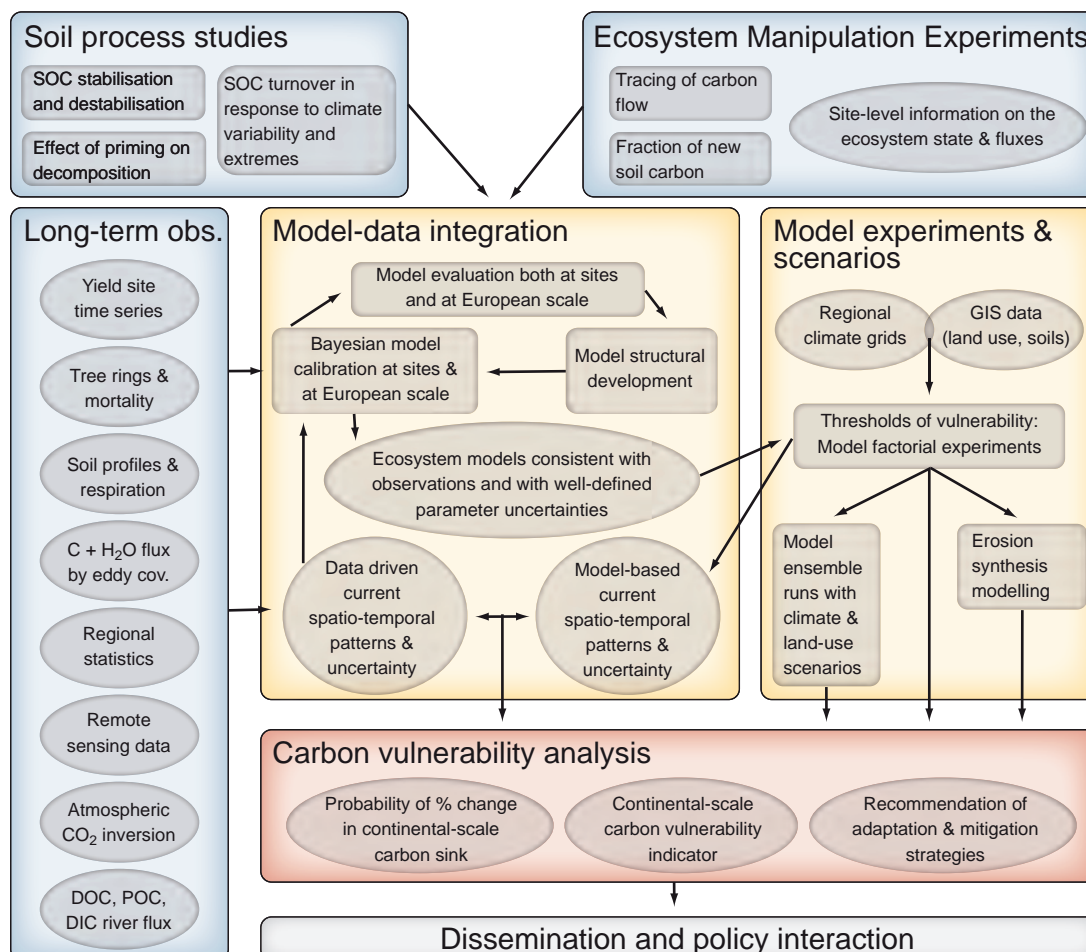 Soil process studies
SOC stabilisation
and destabilisation
Effect of priming on
decomposition
SOC turnover in
response to climate
variability and
extremes
Ecosystem Manipulation Experiments
Tracing of carbon
flow
Fraction of new
soil carbon
Site-level information on the
ecosystem state & fluxes
Long-term obs.
Yield site
time series
Tree rings &
mortality
Soil profiles &
respiration
C + H₂O flux
by eddy cov.
Regional
statistics
Remote
sensing data
Atmospheric
CO₂ inversion
DOC, POC,
DIC river flux
Model-data integration
Model evaluation both at sites
and at European scale
Bayesian model
calibration at sites &
at European scale
Model structural
development
Ecosystem models consistent with
observations and with well-defined
parameter uncertainties
Data driven
current
spatio-temporal
patterns &
uncertainty
Model-based
current
spatio-temporal
patterns &
uncertainty
Model experiments &
scenarios
Regional
climate grids
GIS data
(land use, soils)
Thresholds of vulnerability:
Model factorial experiments
Model
ensemble
runs with
climate &
land-use
scenarios
Erosion
synthesis
modelling
Carbon vulnerability analysis
Probability of % change
in continental-scale
carbon sink
Continental-scale
carbon vulnerability
indicator
Recommendation of
adaptation & mitigation
strategies
Dissemination and policy interaction